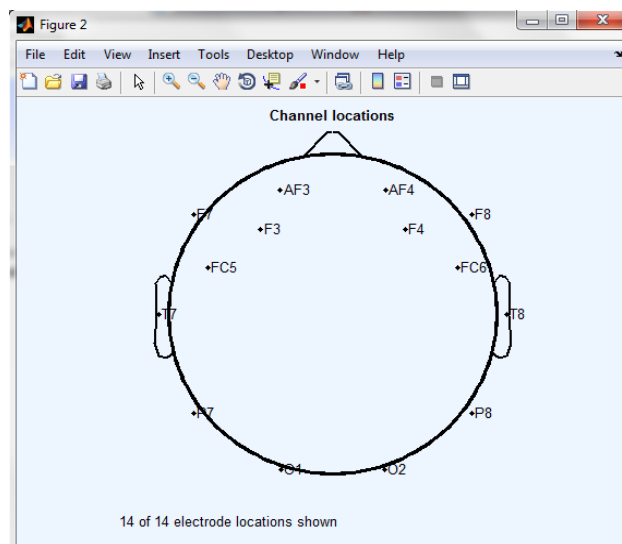 Figure 2
File Edit View Insert Tools Desktop Window Help
Channel locations
AF3 AF4
F7 F8
F3 F4
FC5 FC6
T7 T8
P7 P8
O1 O2
14 of 14 electrode locations shown